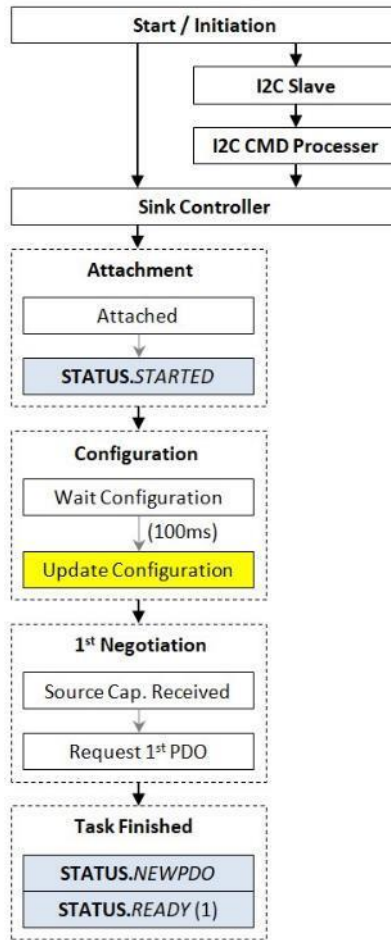 Start / Initiation
I2C Slave
I2C CMD Processer
Sink Controller
Attachment
Attached
STATUS.STARTED
Configuration
Wait Configuration
(100ms)
Update Configuration
1st Negotiation
Source Cap. Received
Request 1st PDO
Task Finished
STATUS.NEWPDO
STATUS.READY (1)